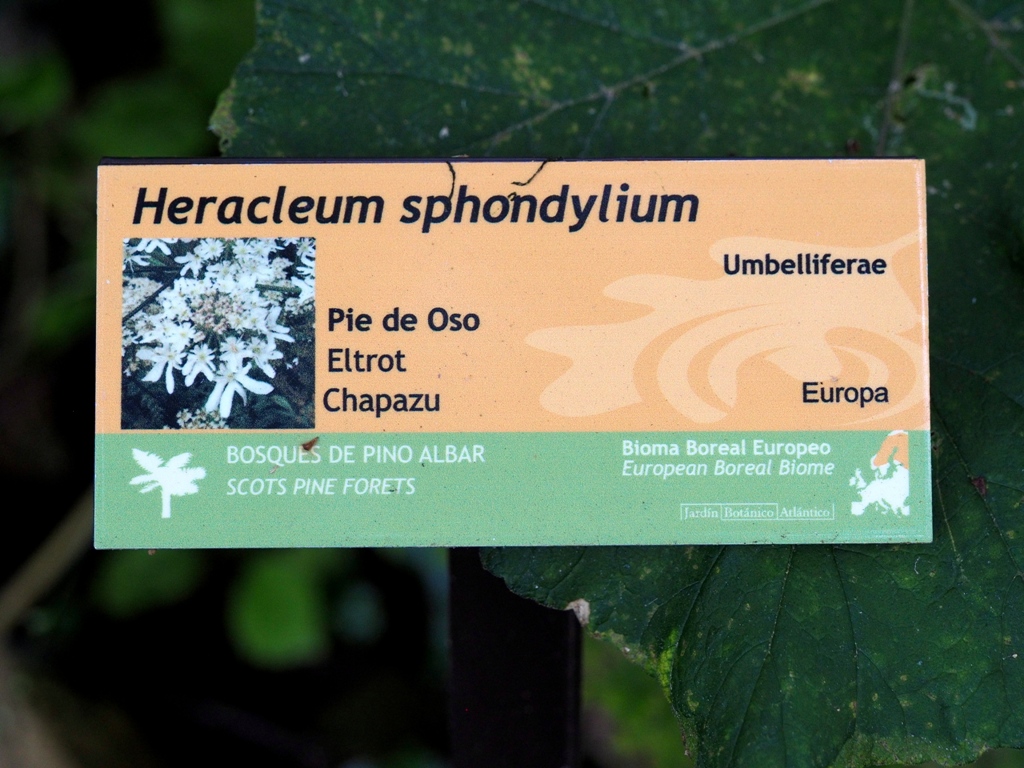 Heracleum sphondylium
Umbelliferae
Pie de Oso
Eltrot
Chapazu
Europa
BOSQUES DE PINO ALBAR
SCOTS PINE FORETS
Bioma Boreal Europeo
European Boreal Biome
Jardín Botánico Atlántico